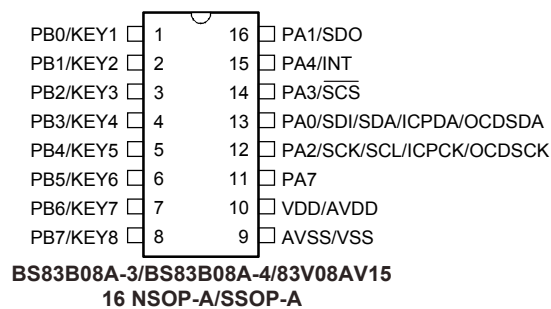 PB0/KEY1 1 16 PA1/SDO
PB1/KEY2 2 15 PA4/INT
PB2/KEY3 3 14 PA3/SCS
PB3/KEY4 4 13 PA0/SDI/SDA/ICPDA/OCDSDA
PB4/KEY5 5 12 PA2/SCK/SCL/ICPCK/OCDSCK
PB5/KEY6 6 11 PA7
PB6/KEY7 7 10 VDD/AVDD
PB7/KEY8 8 9 AVSS/VSS
BS83B08A-3/BS83B08A-4/83V08AV15
16 NSOP-A/SSOP-A